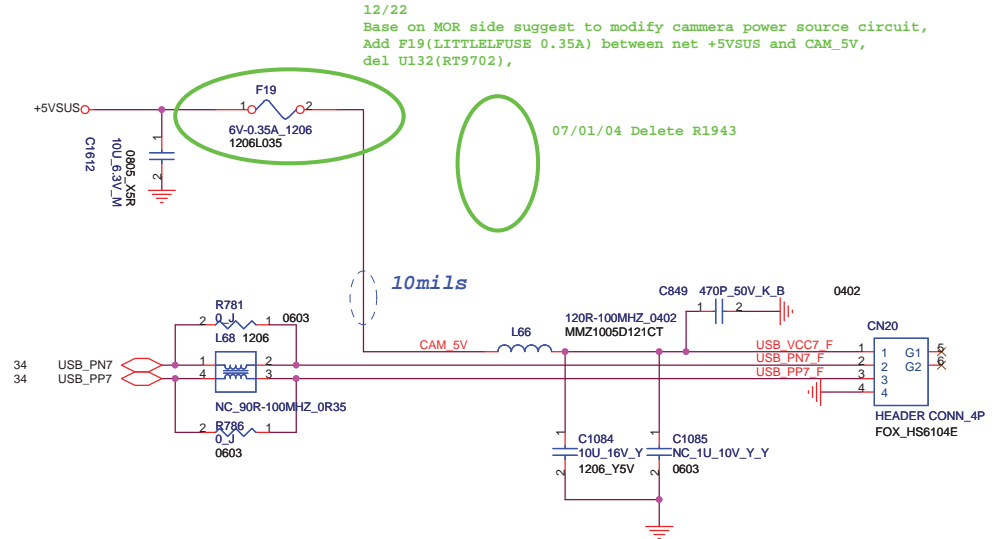 12/22
Base on MOR side suggest to modify cammera power source circuit,
Add F19(LITTLELFUSE 0.35A) between net +5VSUS and CAM_5V,
del U132(RT9702),
F19
+5VSUS
1
2
6V-0.35A_1206
1206L035
07/01/04 Delete R1943
C1612
10U_6.3V_M
0805_X5R
1
2
10mils
C849
470P_50V_K_B
0402
1
2
R781
0_J
0603
2
1
L68
1206
120R-100MHZ_0402
MMZ1005D121CT
CN20
CAM_5V
L66
USB_VCC7_F
1
1
G1
5
34
USB_PN7
1
2
USB_PN7_F
2
2
G2
6
34
USB_PP7
4
3
USB_PP7_F
3
3
4
4
NC_90R-100MHZ_0R35
HEADER CONN_4P
FOX_HS6104E
R786
2
1
0_J
0603
1
C1084
10U_16V_Y
1206_Y5V
2
1
C1085
NC_1U_10V_Y_Y
0603
2